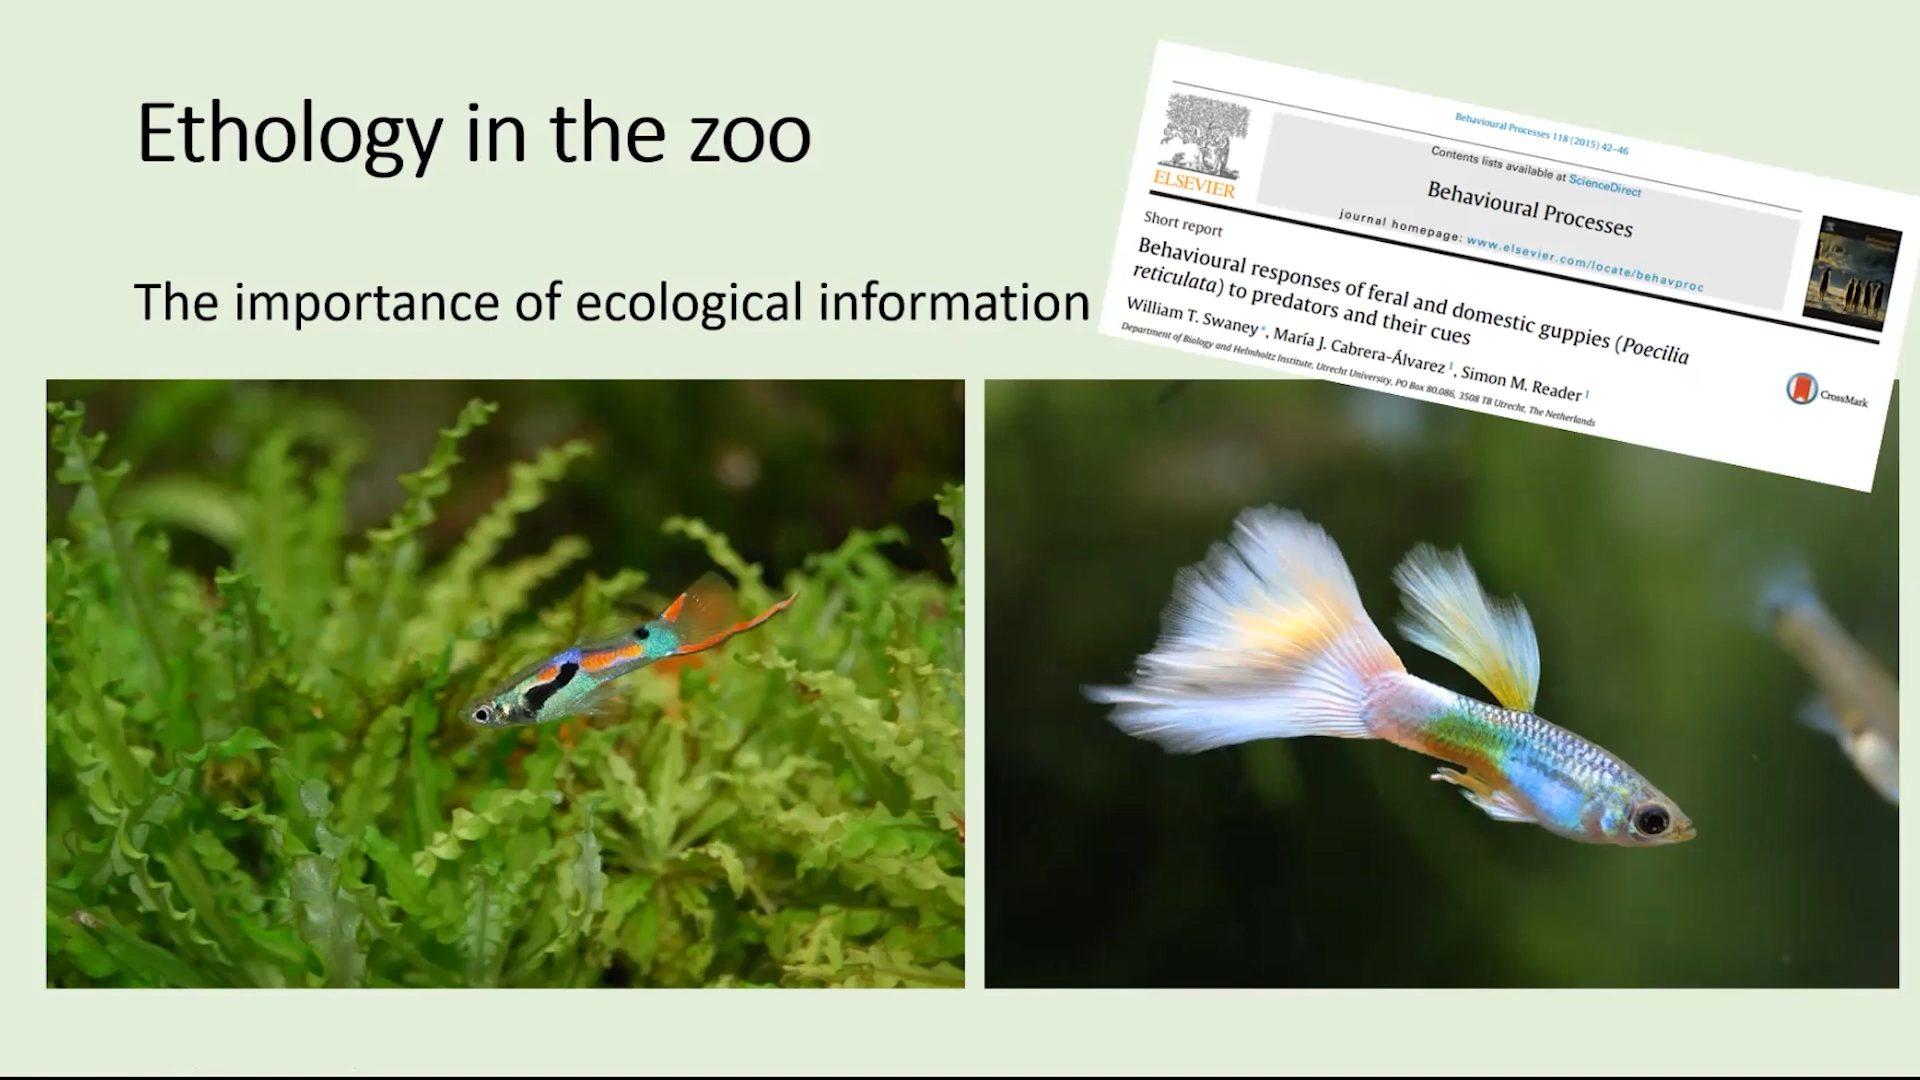 Ethology in the zoo
The importance of ecological information
Behavioural Processes 118 (2015) 42–46
Contents lists available at ScienceDirect
Behavioural Processes
journal homepage: www.elsevier.com/locate/behavproc
ELSEVIER
Short report
Behavioural responses of feral and domestic guppies (Poecilia
reticulata) to predators and their cues
William T. Swaney*, María J. Cabrera-Álvarez¹, Simon M. Reader¹
Department of Biology and Helmholtz Institute, Utrecht University, PO Box 80.086, 3508 TB Utrecht, The Netherlands
CrossMark